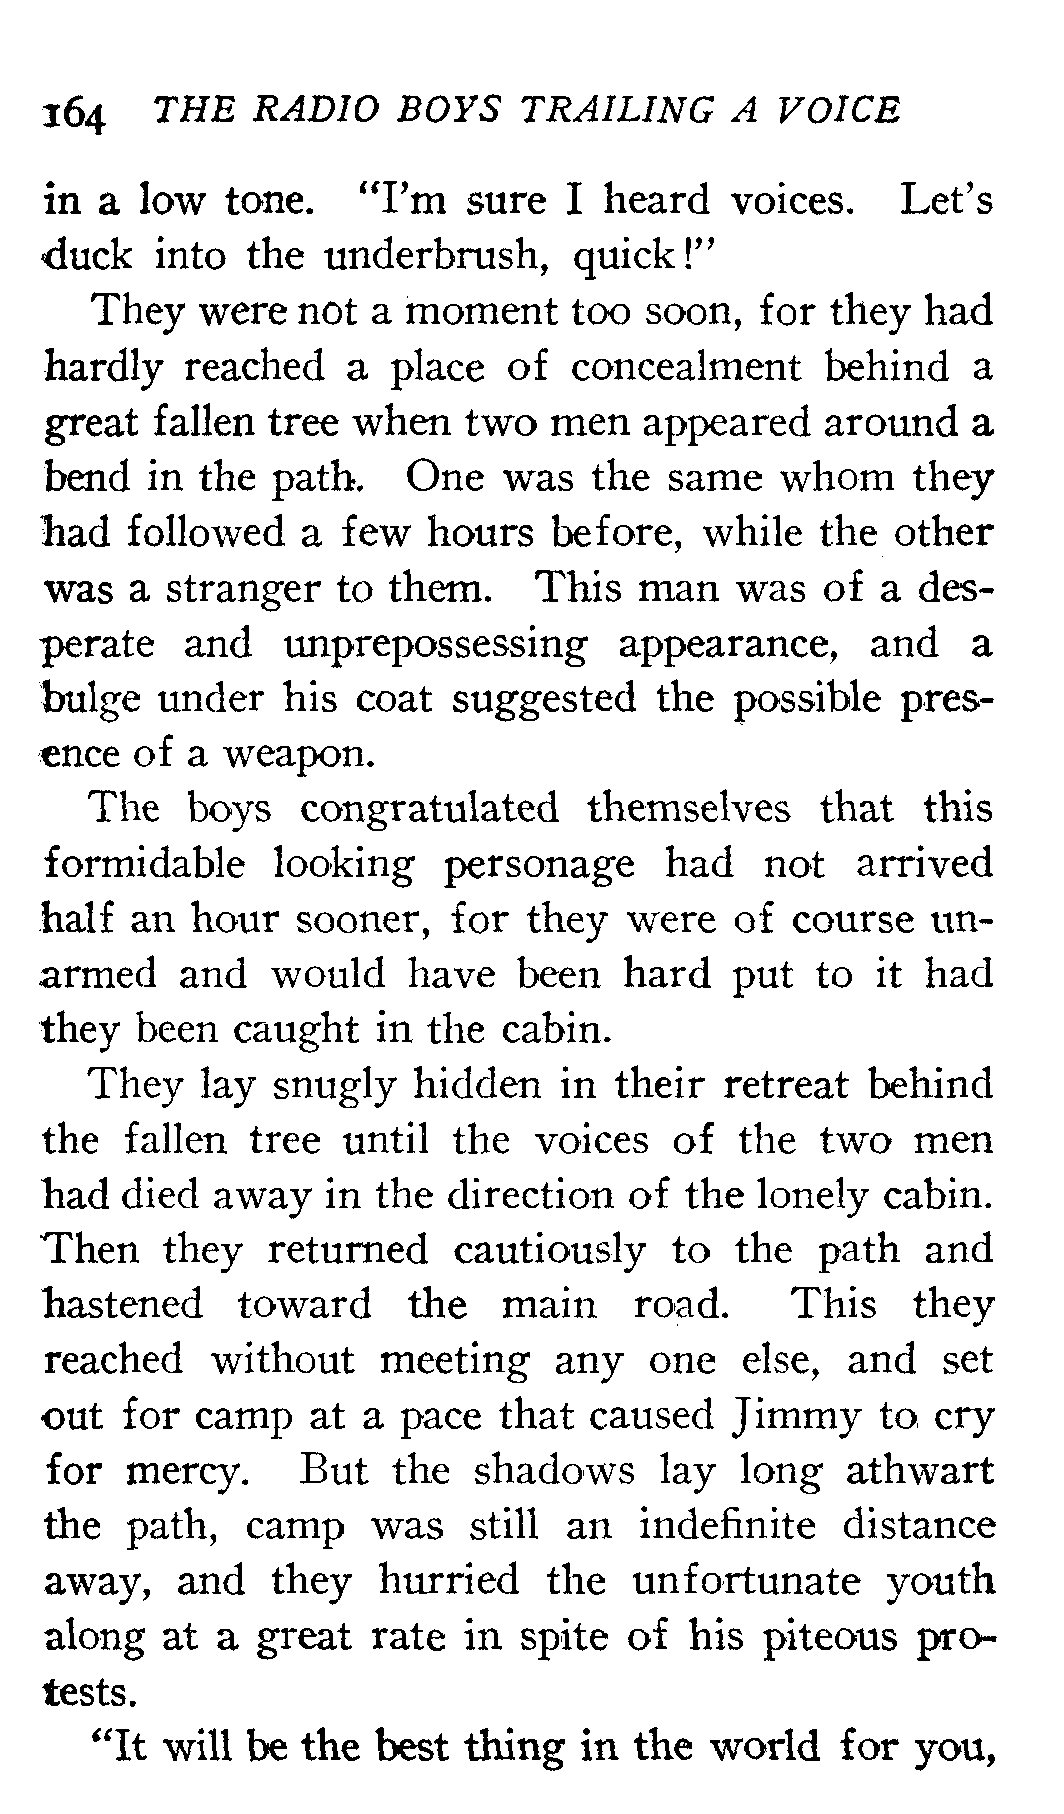 164 THE RADIO BOYS TRAILING A VOICE
in a low tone. “I’m sure I heard voices. Let’s
duck into the underbrush, quick!”
They were not a moment too soon, for they had
hardly reached a place of concealment behind a
great fallen tree when two men appeared around a
bend in the path. One was the same whom they
had followed a few hours before, while the other
was a stranger to them. This man was of a des-
perate and unprepossessing appearance, and a
bulge under his coat suggested the possible pres-
ence of a weapon.
The boys congratulated themselves that this
formidable looking personage had not arrived
half an hour sooner, for they were of course un-
armed and would have been hard put to it had
they been caught in the cabin.
They lay snugly hidden in their retreat behind
the fallen tree until the voices of the two men
had died away in the direction of the lonely cabin.
Then they returned cautiously to the path and
hastened toward the main road. This they
reached without meeting any one else, and set
out for camp at a pace that caused Jimmy to cry
for mercy. But the shadows lay long athwart
the path, camp was still an indefinite distance
away, and they hurried the unfortunate youth
along at a great rate in spite of his piteous pro-
tests.
“It will be the best thing in the world for you,